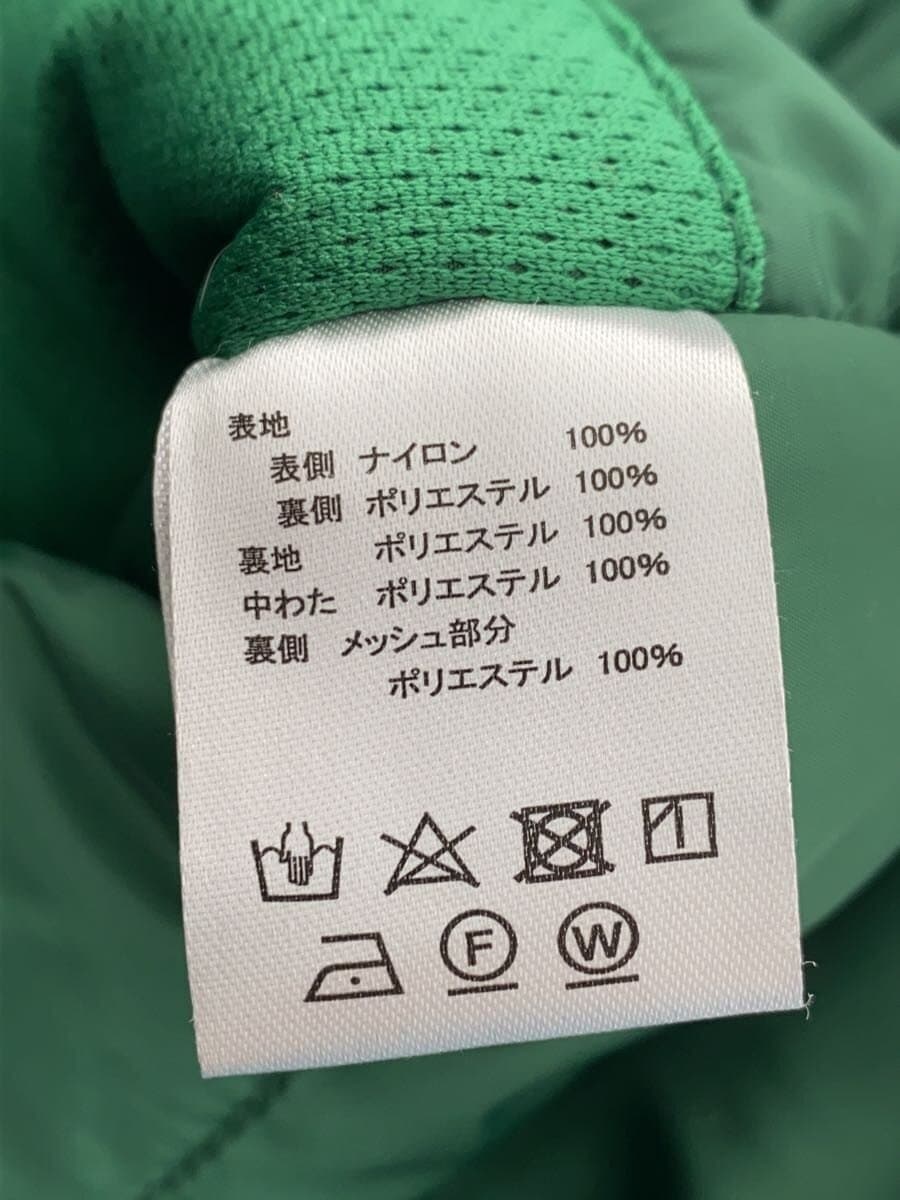 表地
表側 ナイロン 100%
裏側 ポリエステル 100%
裏地 ポリエステル 100%
中わた ポリエステル 100%
裏側 メッシュ部分
ポリエステル 100%
F W